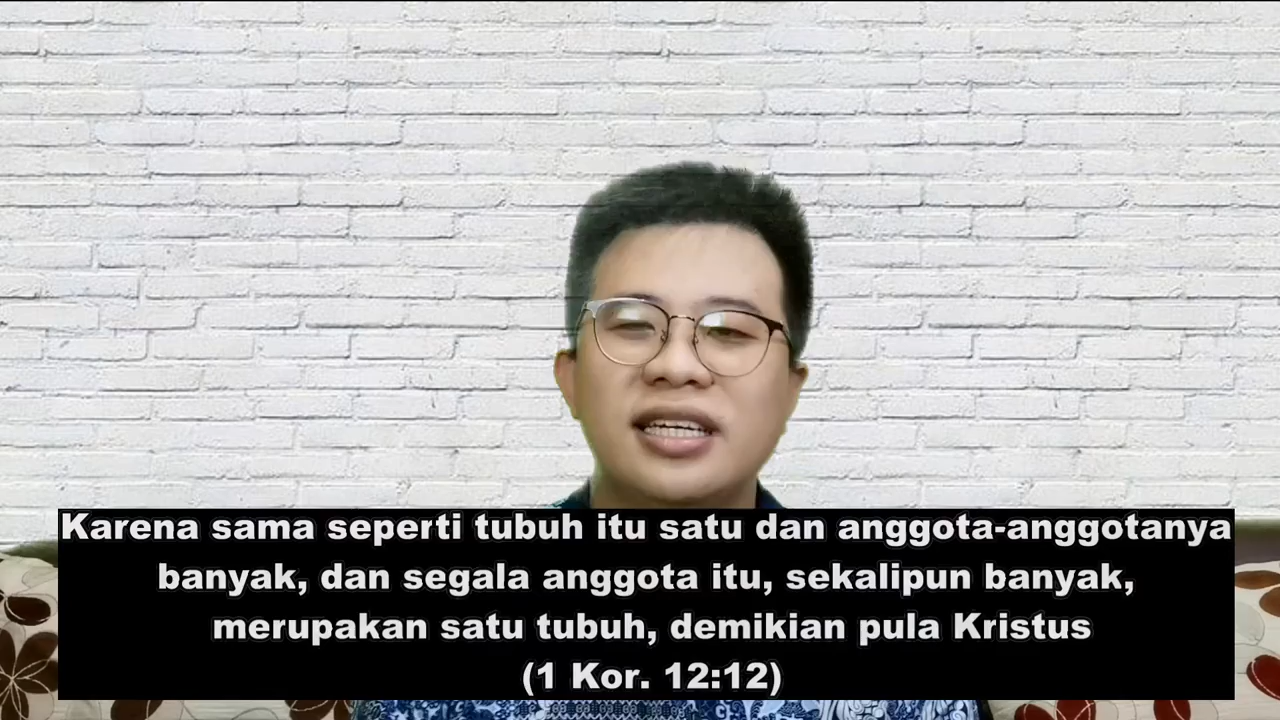 Karena sama seperti tubuh itu satu dan anggota-anggotanya
banyak, dan segala anggota itu, sekalipun banyak,
merupakan satu tubuh, demikian pula Kristus
(1 Kor. 12:12)